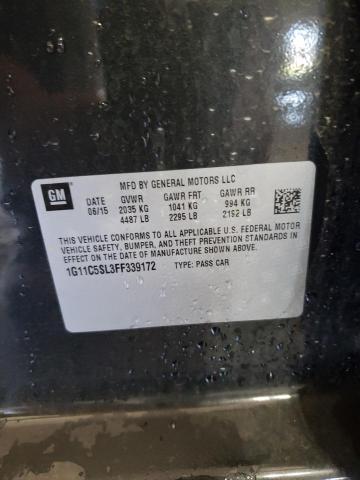 MFD BY GENERAL MOTORS LLC
GM
DATE GVWR GAWR FRT GAWR RR
06/15 2035 KG 1041 KG 994 KG
4487 LB 2295 LB 2192 LB
THIS VEHICLE CONFORMS TO ALL APPLICABLE U.S. FEDERAL MOTOR
VEHICLE SAFETY, BUMPER, AND THEFT PREVENTION STANDARDS IN
EFFECT ON THE DATE OF MANUFACTURE SHOWN ABOVE.
1G11C5SL3FF339172 TYPE: PASS CAR